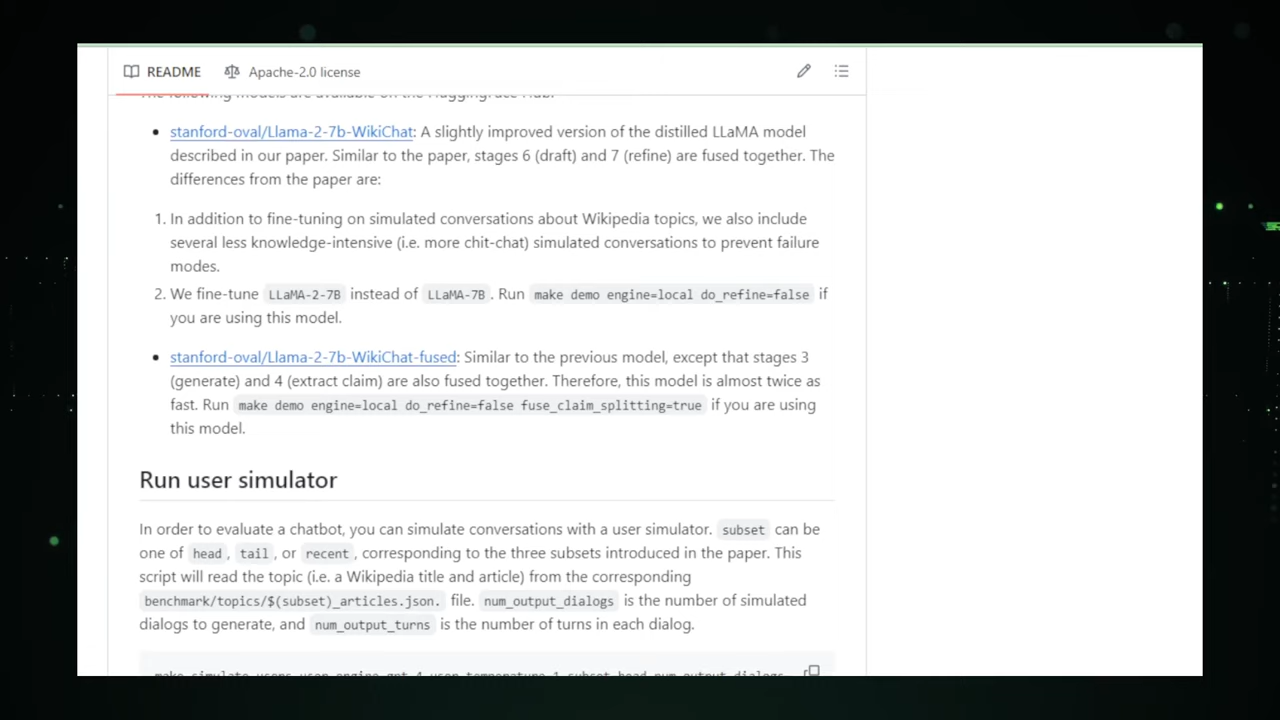 README
Apache-2.0 license
The following models are available on the HuggingFace Hub:
stanford-oval/Llama-2-7b-WikiChat: A slightly improved version of the distilled LLaMA model
described in our paper. Similar to the paper, stages 6 (draft) and 7 (refine) are fused together. The
differences from the paper are:
1. In addition to fine-tuning on simulated conversations about Wikipedia topics, we also include
several less knowledge-intensive (i.e. more chit-chat) simulated conversations to prevent failure
modes.
2. We fine-tune LLaMA-2-7B instead of LLaMA-7B. Run make demo engine=local do_refine=false if
you are using this model.
stanford-oval/Llama-2-7b-WikiChat-fused: Similar to the previous model, except that stages 3
(generate) and 4 (extract claim) are also fused together. Therefore, this model is almost twice as
fast. Run make demo engine=local do_refine=false fuse_claim_splitting=true if you are using
this model.
Run user simulator
In order to evaluate a chatbot, you can simulate conversations with a user simulator. subset can be
one of head, tail, or recent, corresponding to the three subsets introduced in the paper. This
script will read the topic (i.e. a Wikipedia title and article) from the corresponding
benchmark/topics/$(subset)_articles.json. file. num_output_dialogs is the number of simulated
dialogs to generate, and num_output_turns is the number of turns in each dialog.